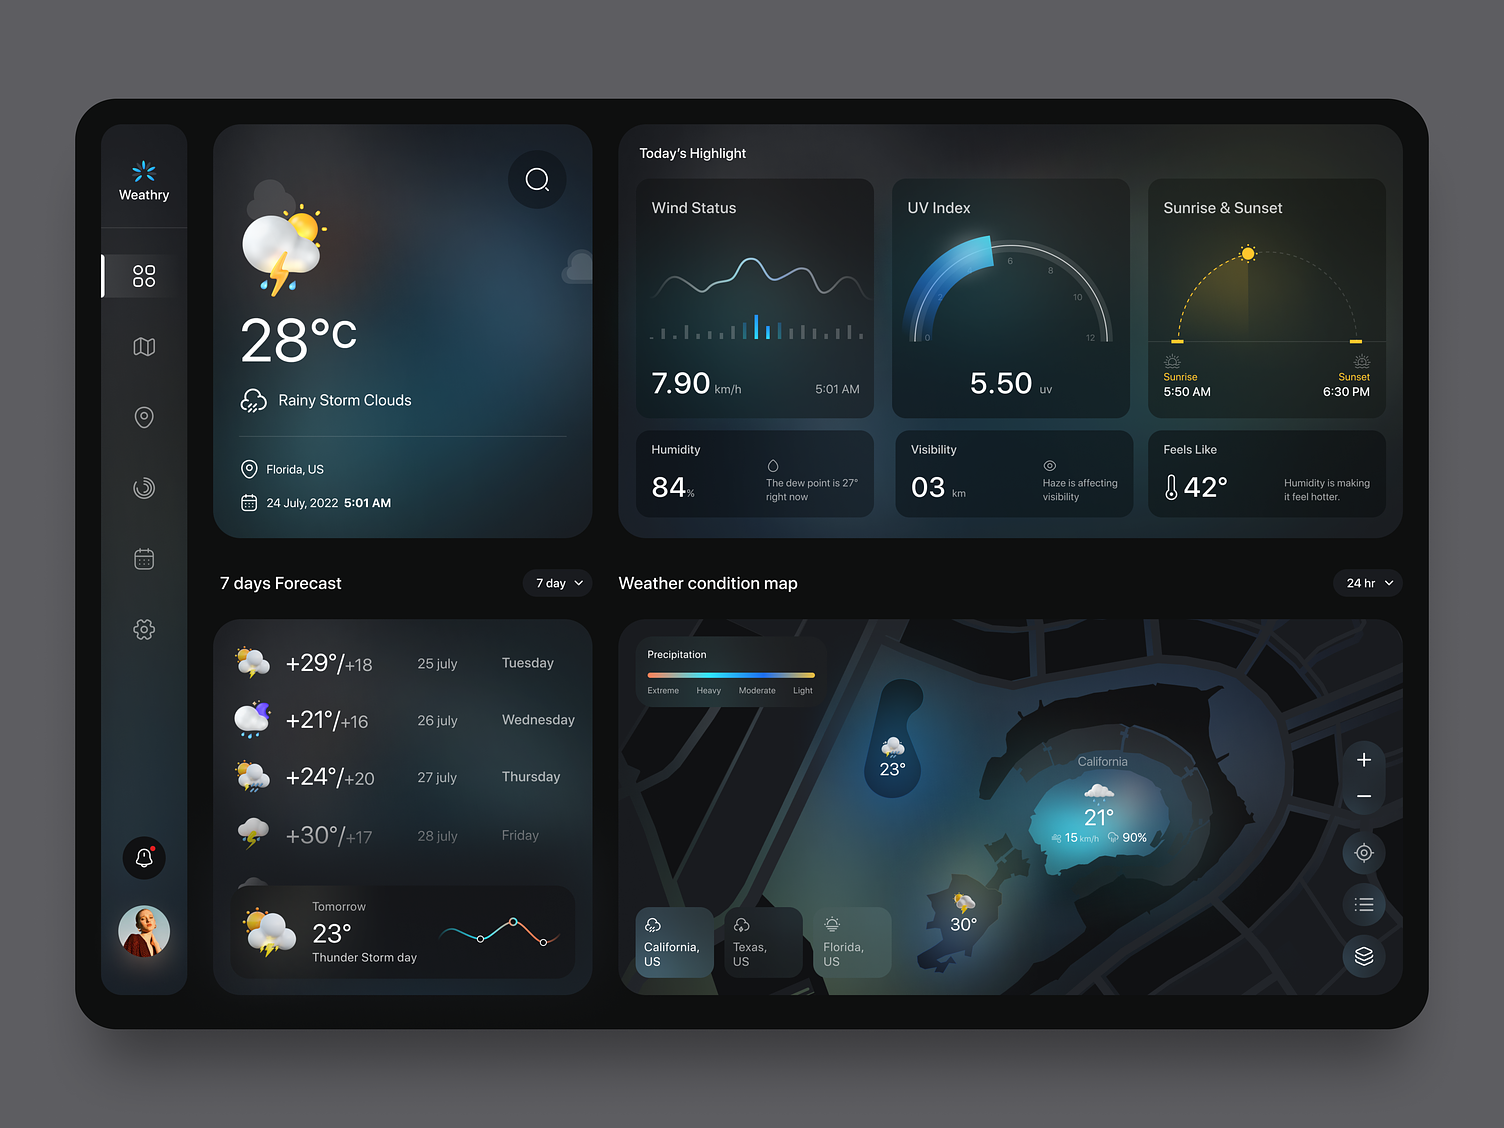 Weathry
28°C
Rainy Storm Clouds
Florida, US
24 July, 2022 5:01 AM
Today's Highlight
Wind Status
7.90 km/h
5:01 AM
UV Index
0
2
6
8
10
12
5.50 uv
Sunrise & Sunset
Sunrise
5:50 AM
Sunset
6:30 PM
Humidity
84%
The dew point is 27°
right now
Visibility
03 km
Haze is affecting
visibility
Feels Like
42°
Humidity is making
it feel hotter.
7 days Forecast
7 day
+29°/+18 25 july Tuesday
+21°/+16 26 july Wednesday
+24°/+20 27 july Thursday
+30°/+17 28 july Friday
Tomorrow
23°
Thunder Storm day
Weather condition map
24 hr
Precipitation
Extreme Heavy Moderate Light
23°
California
21°
15 km/h 90%
30°
California,
US
Texas,
US
Florida,
US